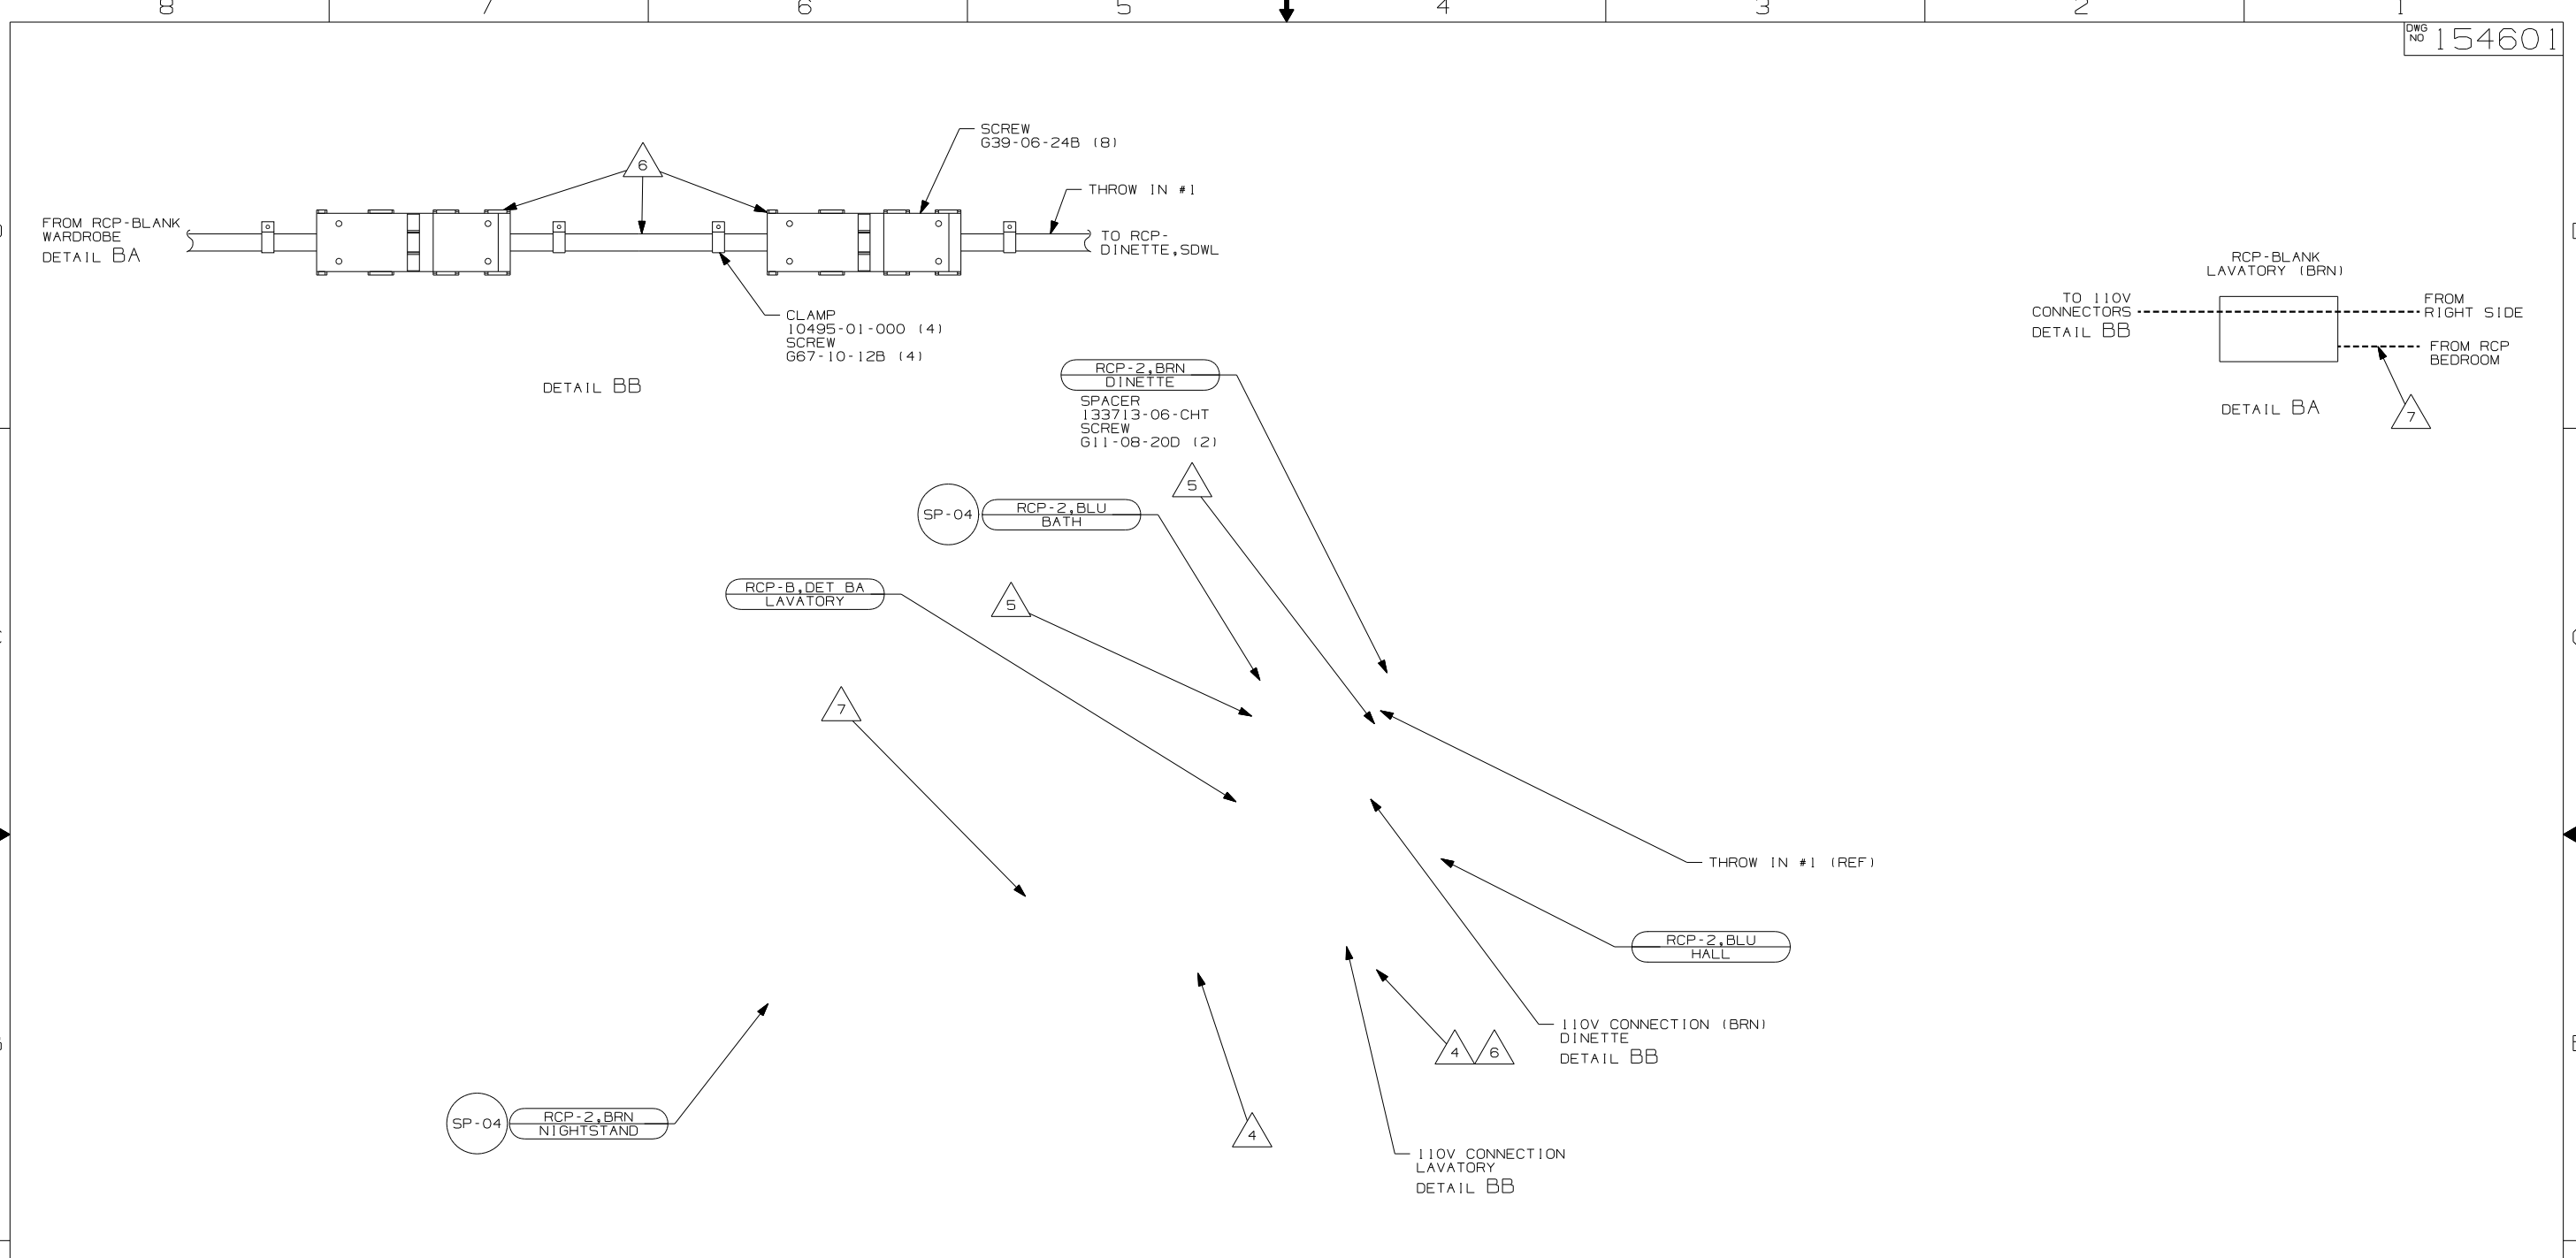 8 7 6 5 4 3 2 1
DWG NO 154601
SCREW
G39-06-24B (8)
6
THROW IN #1
FROM RCP-BLANK
WARDROBE
DETAIL BA
TO RCP-
DINETTE,SDWL
CLAMP
10495-01-000 (4)
SCREW
G67-10-12B (4)
DETAIL BB
RCP-BLANK
LAVATORY (BRN)
TO 110V
CONNECTORS
DETAIL BB
FROM
RIGHT SIDE
FROM RCP
BEDROOM
DETAIL BA
7
RCP-2,BRN
DINETTE
SPACER
133713-06-CHT
SCREW
G11-08-20D (2)
5
SP-04
RCP-2,BLU
BATH
RCP-B,DET BA
LAVATORY
5
7
THROW IN #1 (REF)
RCP-2,BLU
HALL
110V CONNECTION (BRN)
DINETTE
DETAIL BB
4 6
SP-04
RCP-2,BRN
NIGHTSTAND
4
110V CONNECTION
LAVATORY
DETAIL BB